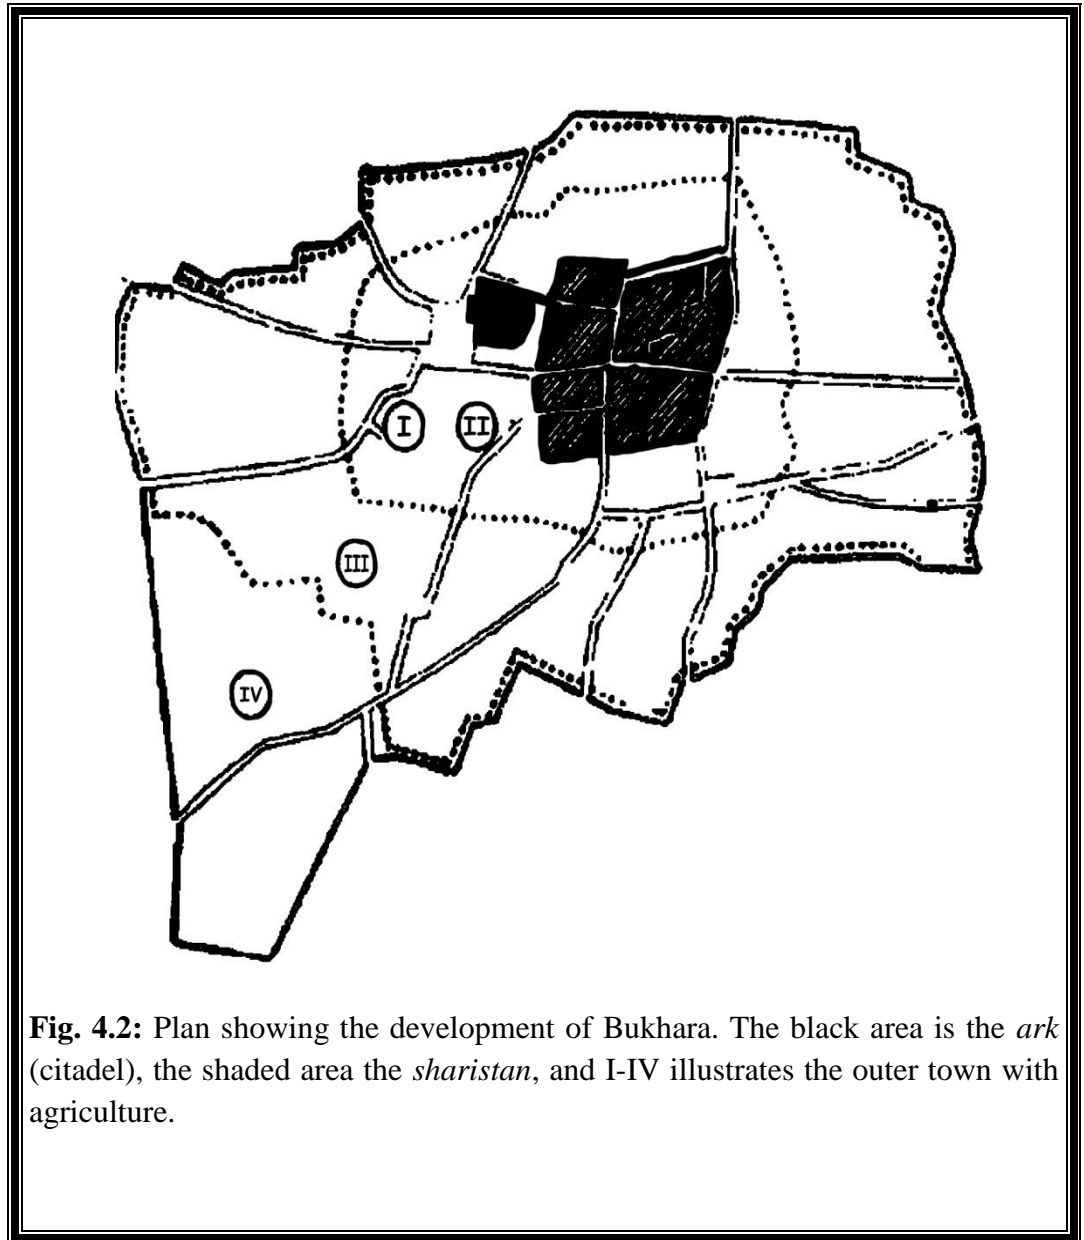 I II
III
IV
Fig. 4.2: Plan showing the development of Bukhara. The black area is the ark
(citadel), the shaded area the sharistan, and I-IV illustrates the outer town with
agriculture.